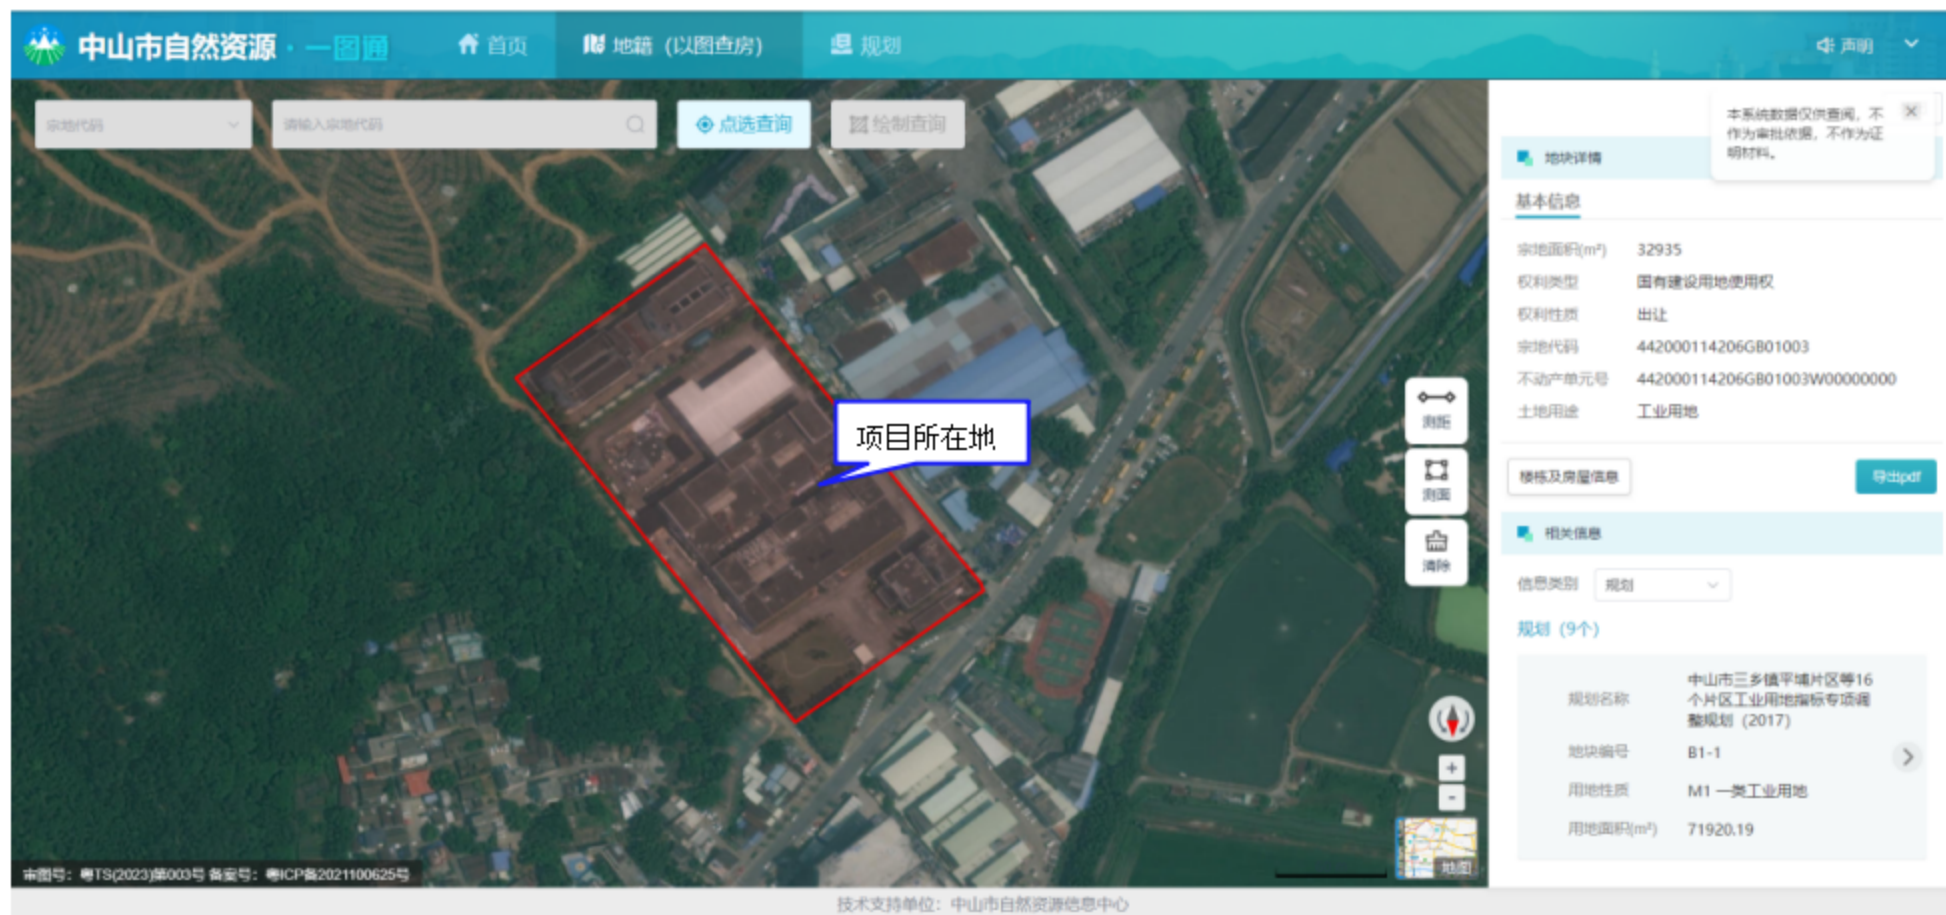 中山市自然资源·一图通
首页
地籍（以图查房）
规划
声明
宗地代码
请输入宗地代码
点选查询
绘制查询
本系统数据仅供查阅，不
作为审批依据，不作为证
明材料。
地块详情
基本信息
宗地面积(m²) 32935
权利类型 国有建设用地使用权
权利性质 出让
宗地代码 442000114206GB01003
不动产单元号 442000114206GB01003W00000000
土地用途 工业用地
项目所在地
测距
测面
清除
楼栋及房屋信息
导出pdf
相关信息
信息类别 规划
规划（9个）
规划名称 中山市三乡镇平埔片区等16
个片区工业用地指标专项调
整规划（2017）
地块编号 B1-1
用地性质 M1 一类工业用地
用地面积(m²) 71920.19
地图
审图号：粤TS(2023)第003号 备案号：粤ICP备2021100625号
技术支持单位：中山市自然资源信息中心